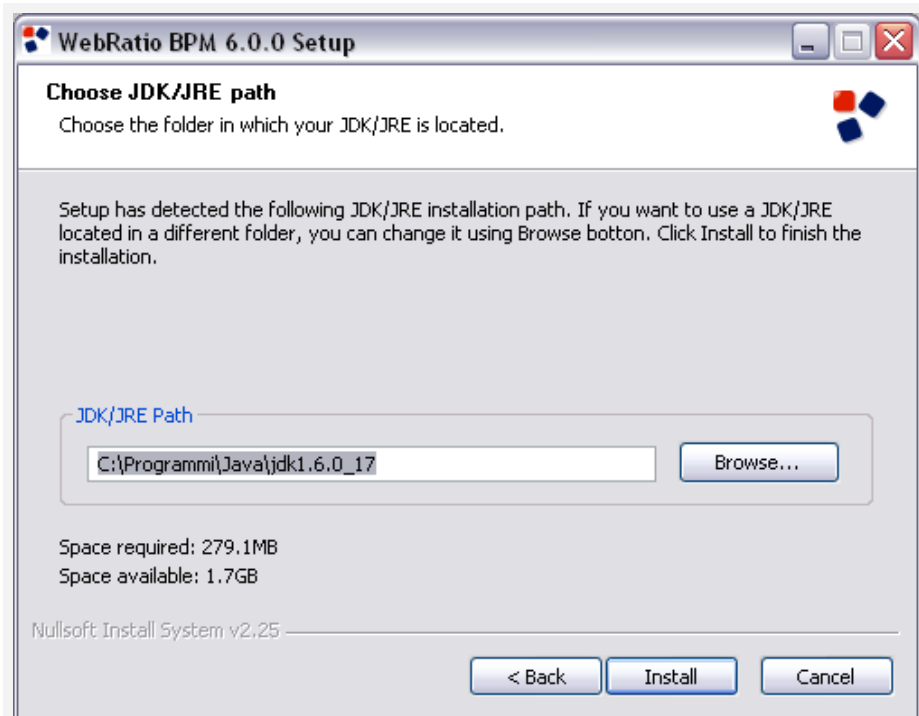 WebRatio BPM 6.0.0 Setup
Choose JDK/JRE path
Choose the folder in which your JDK/JRE is located.
Setup has detected the following JDK/JRE installation path. If you want to use a JDK/JRE
located in a different folder, you can change it using Browse botton. Click Install to finish the
installation.
JDK/JRE Path
C:\Programmi\Java\jdk1.6.0_17
Browse...
Space required: 279.1MB
Space available: 1.7GB
Nullsoft Install System v2.25
< Back
Install
Cancel